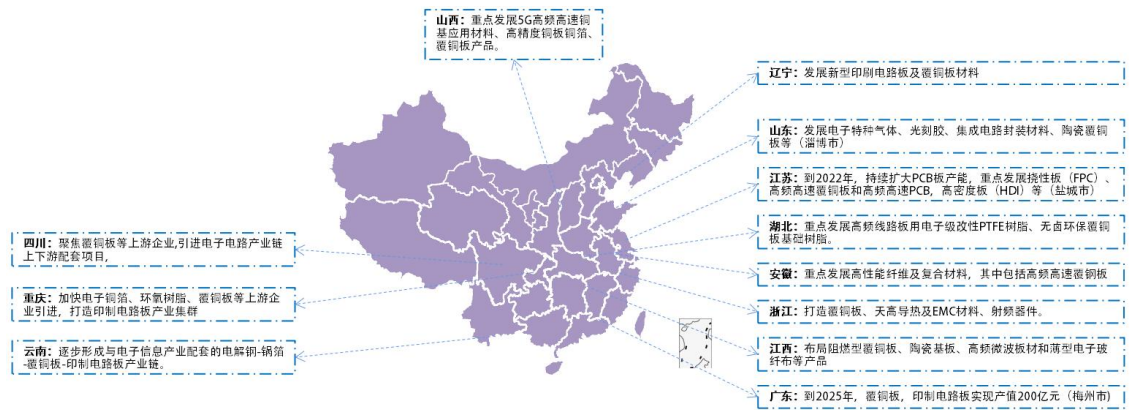 山西：重点发展5G高频高速铜
基应用材料、高精度铜板铜箔、
覆铜板产品。
辽宁：发展新型印刷电路板及覆铜板材料
山东：发展电子特种气体、光刻胶、集成电路封装材料、陶瓷覆铜
板等（淄博市）
江苏：到2022年，持续扩大PCB板产能，重点发展挠性板（FPC）、
高频高速覆铜板和高频高速PCB，高密度板（HDI）等（盐城市）
湖北：重点发展高频线路板用电子级改性PTFE树脂、无卤环保覆铜
板基础树脂。
安徽：重点发展高性能纤维及复合材料，其中包括高频高速覆铜板
浙江：打造覆铜板、天高导热及EMC材料、射频器件。
江西：布局阻燃型覆铜板、陶瓷基板、高频微波板材和薄型电子玻
纤布等产品
广东：到2025年，覆铜板，印制电路板实现产值200亿元（梅州市)
四川：聚焦覆铜板等上游企业,引进电子电路产业链
上下游配套项目,
重庆：加快电子铜箔、环氧树脂、覆铜板等上游企
业引进，打造印制电路板产业集群
云南：逐步形成与电子信息产业配套的电解铜-锅箔
-覆铜板-印制电路板产业链。